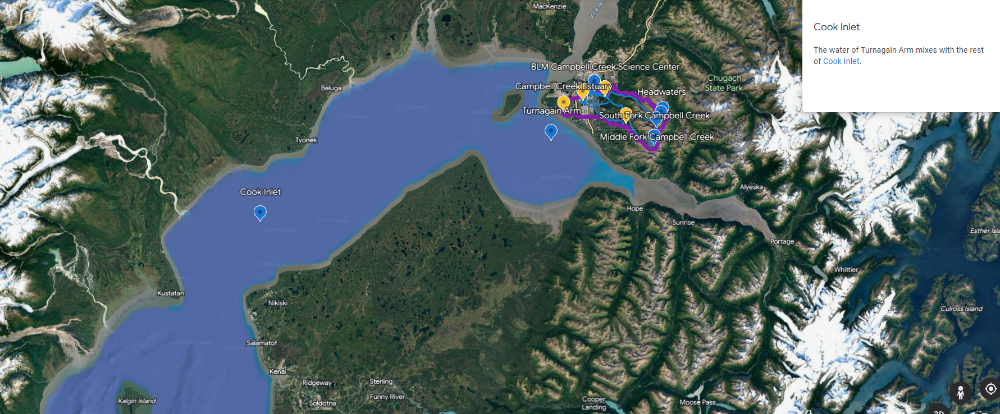 MacKenzie
Knik Arm
Cook Inlet
The water of Turnagain Arm mixes with the rest
of Cook Inlet.
BLM Campbell Creek Science Center
Chugach
State Park
Beluga
Campbell Creek Estuary
Headwaters
Turnagain Arm
South Fork Campbell Creek
Tyonek
Middle Fork Campbell Creek
Cook Inlet
Alyeska
Hope
Sunrise
Portage
Whittier
Kustatan
Nikiski
Culross Island
Salamatof
Kenai
Ridgeway
Sterling
Funny River
Kalgin Island
Soldotna
Cooper
Landing
Moose Pass